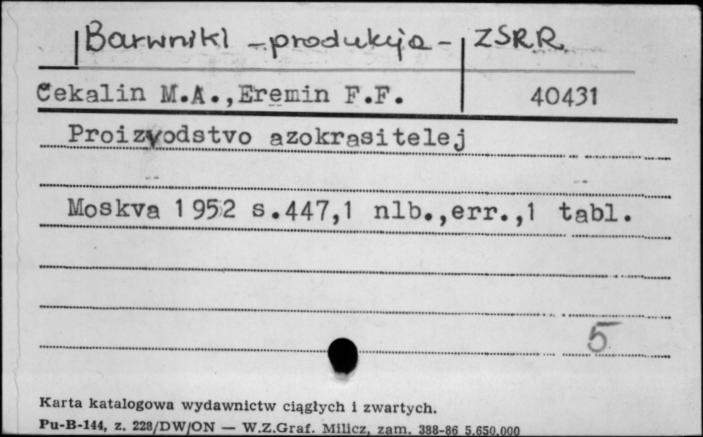 Barwniki - produkcja - ZSRR.
Čekalin M.A.,Eremin F.F. 40431
Proizvodstvo azokrasitelej
Moskva 1952 s.447,1 nlb.,err.,1 tabl.
5
Karta katalogowa wydawnictw ciągłych i zwartych.
Pu-B-144, z. 228/DW/ON — W.Z.Graf. Milicz, zam. 388-86 5.650.000